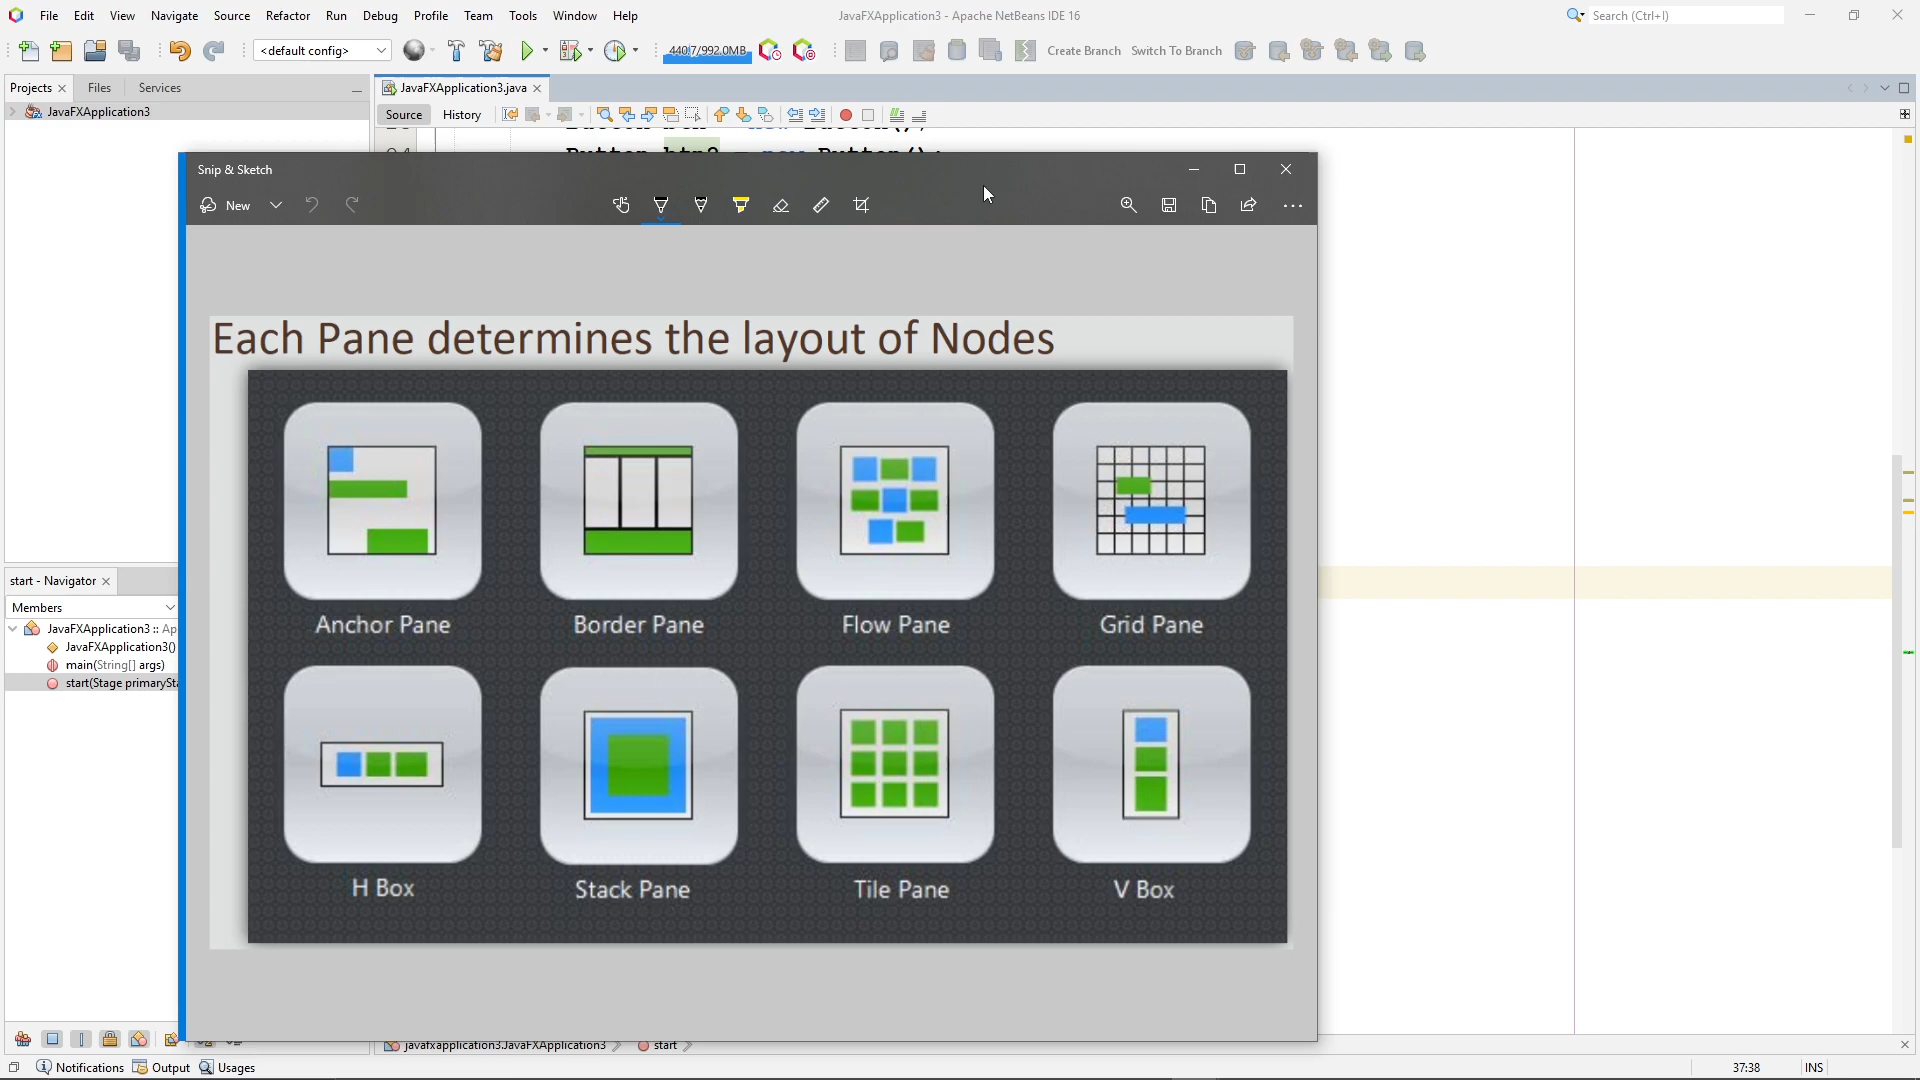 File Edit View Navigate Source Refactor Run Debug Profile Team Tools Window Help
JavaFXApplication3 - Apache NetBeans IDE 16
Search (Ctrl+I)
<default config>
440.7/992.0MB
Create Branch Switch To Branch
Projects Files Services
JavaFXApplication3.java
JavaFXApplication3
Source History
Snip & Sketch
New
Each Pane determines the layout of Nodes
Anchor Pane Border Pane Flow Pane Grid Pane
H Box Stack Pane Tile Pane V Box
start - Navigator
Members
JavaFXApplication3 :: Ap
JavaFXApplication3()
main(String[] args)
start(Stage primarySta
javafxapplication3.JavaFXApplication3 start
Notifications Output Usages
37:38 INS